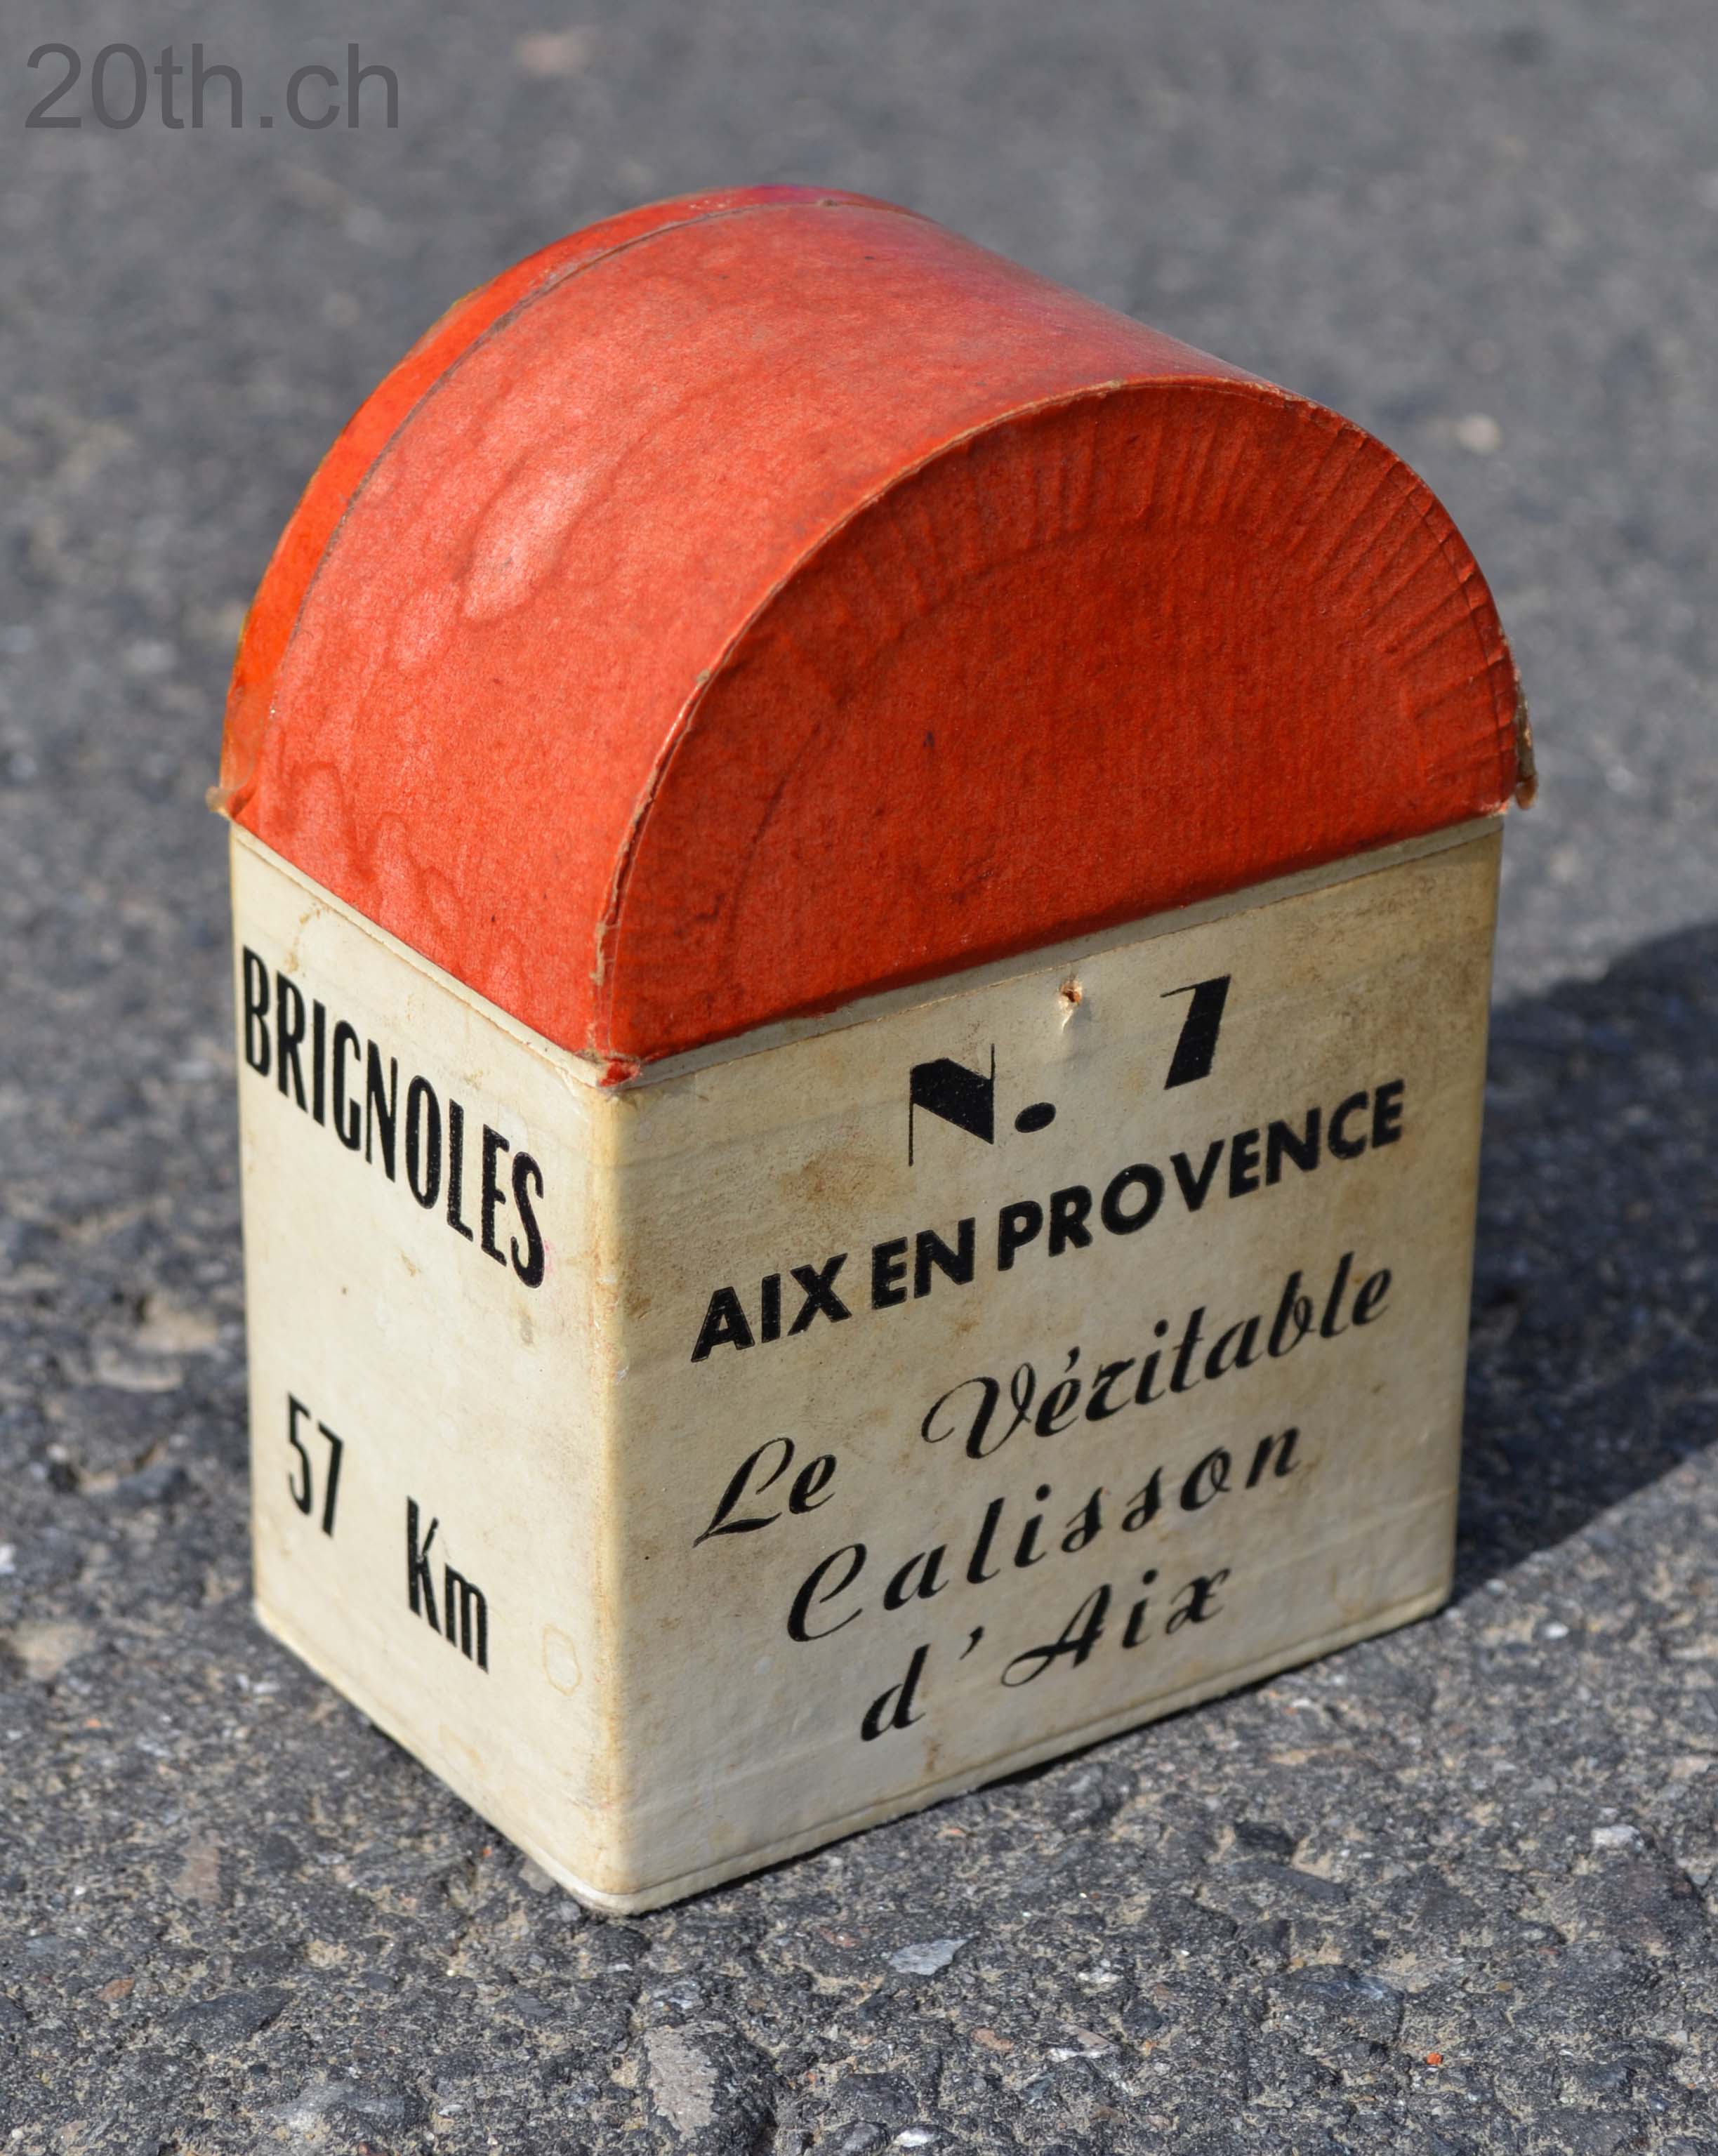 20th.ch
BRIGNOLES
57 Km
N. 7
AIX EN PROVENCE
Le Véritable
Calisson
d'Aix